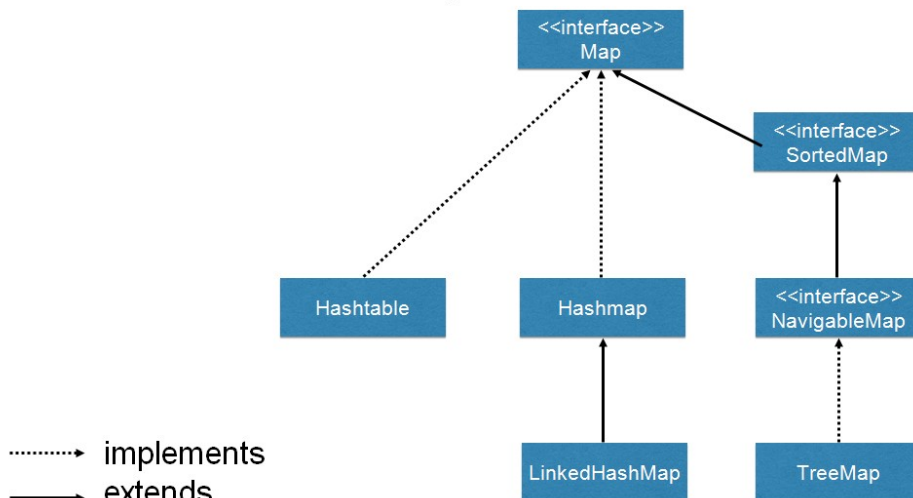 <<interface>>
Map
<<interface>>
SortedMap
Hashtable
Hashmap
<<interface>>
NavigableMap
implements
extends
LinkedHashMap
TreeMap